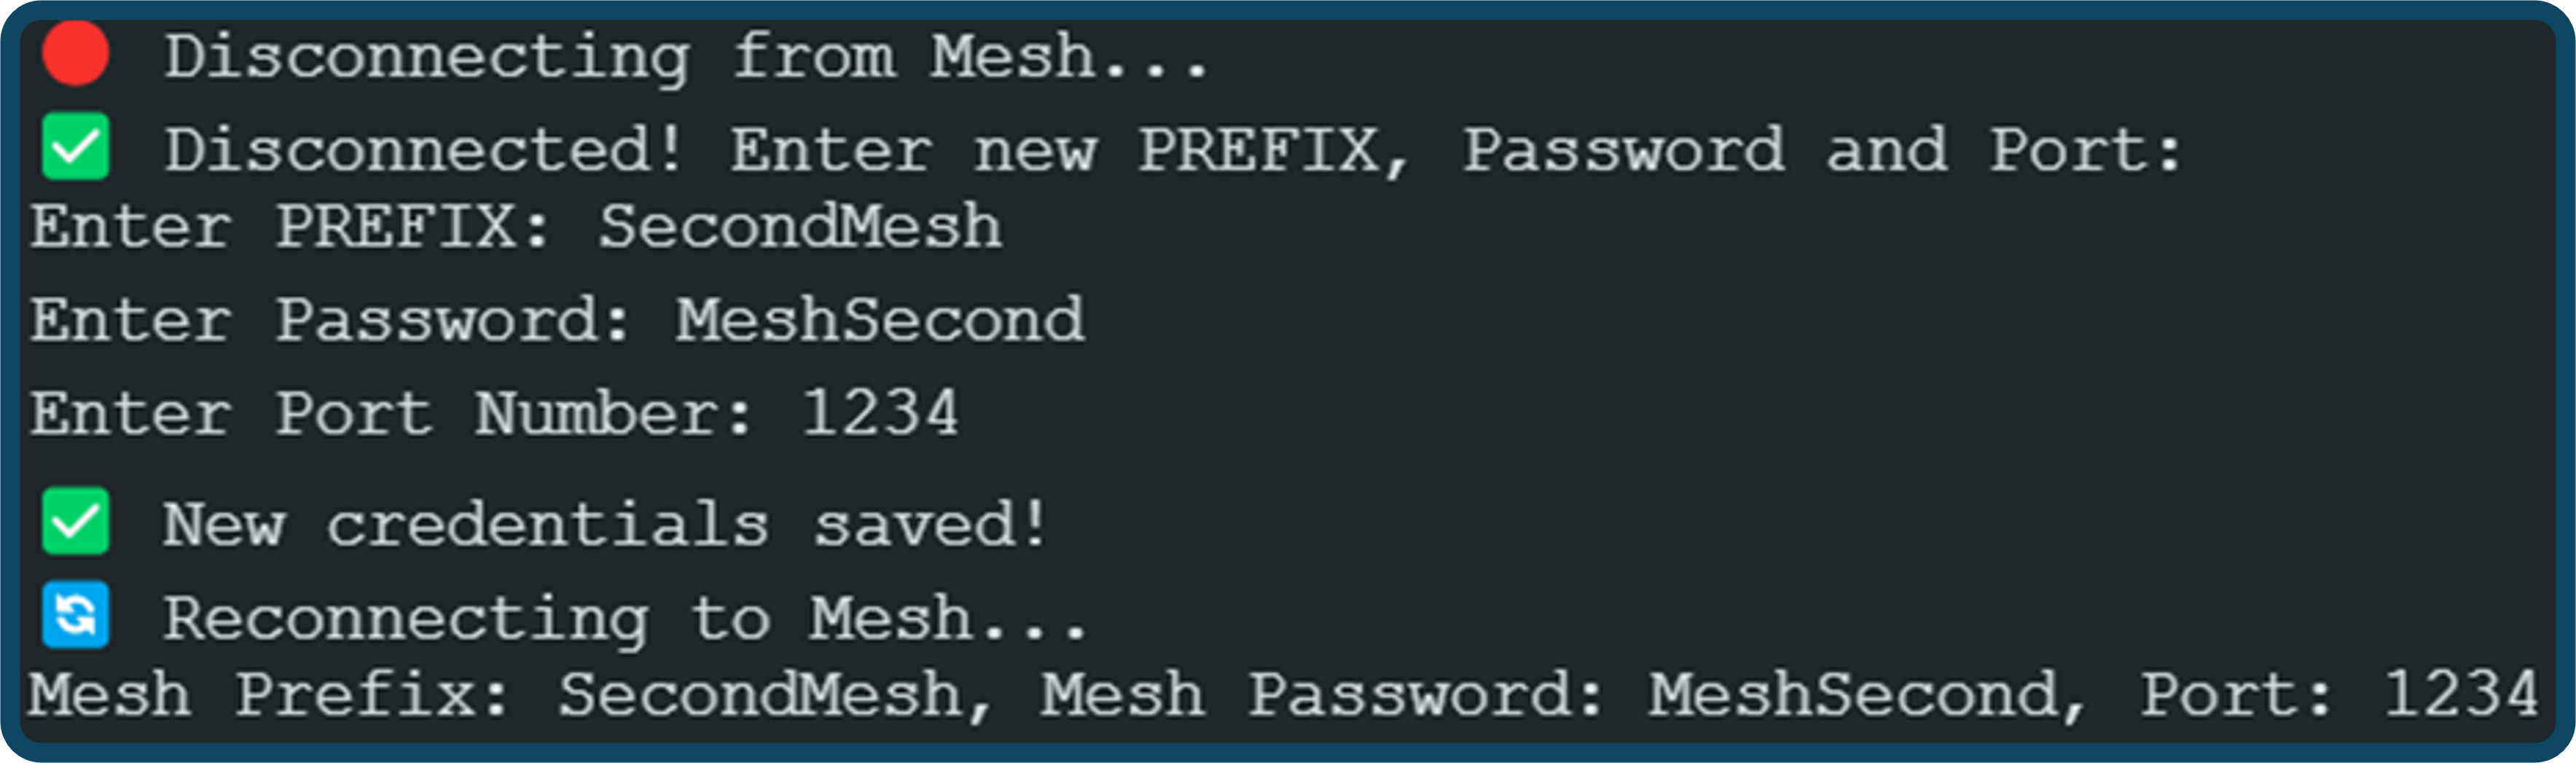 🔴 Disconnecting from Mesh...
✅ Disconnected! Enter new PREFIX, Password and Port:
Enter PREFIX: SecondMesh
Enter Password: MeshSecond
Enter Port Number: 1234
✅ New credentials saved!
🔄 Reconnecting to Mesh...
Mesh Prefix: SecondMesh, Mesh Password: MeshSecond, Port: 1234